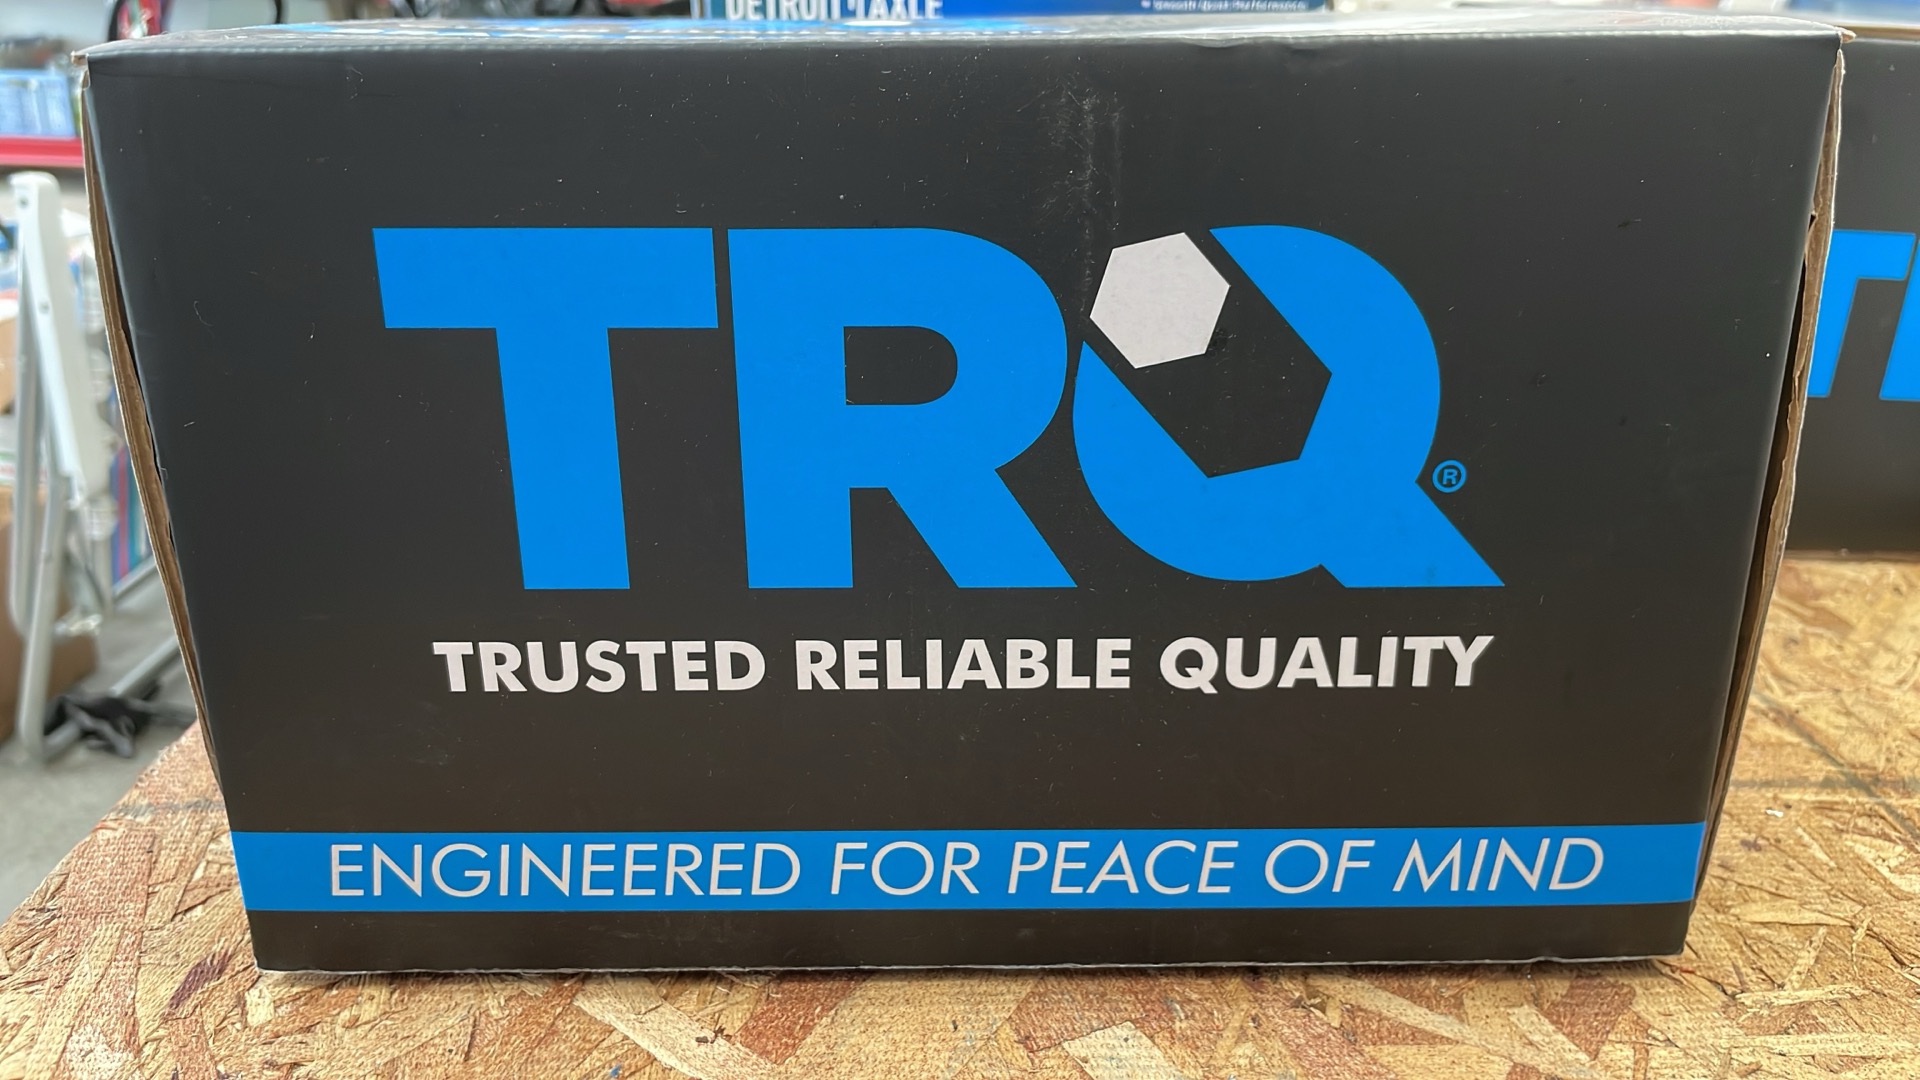 DETROIT AXLE
TRQ®
TRUSTED RELIABLE QUALITY
ENGINEERED FOR PEACE OF MIND